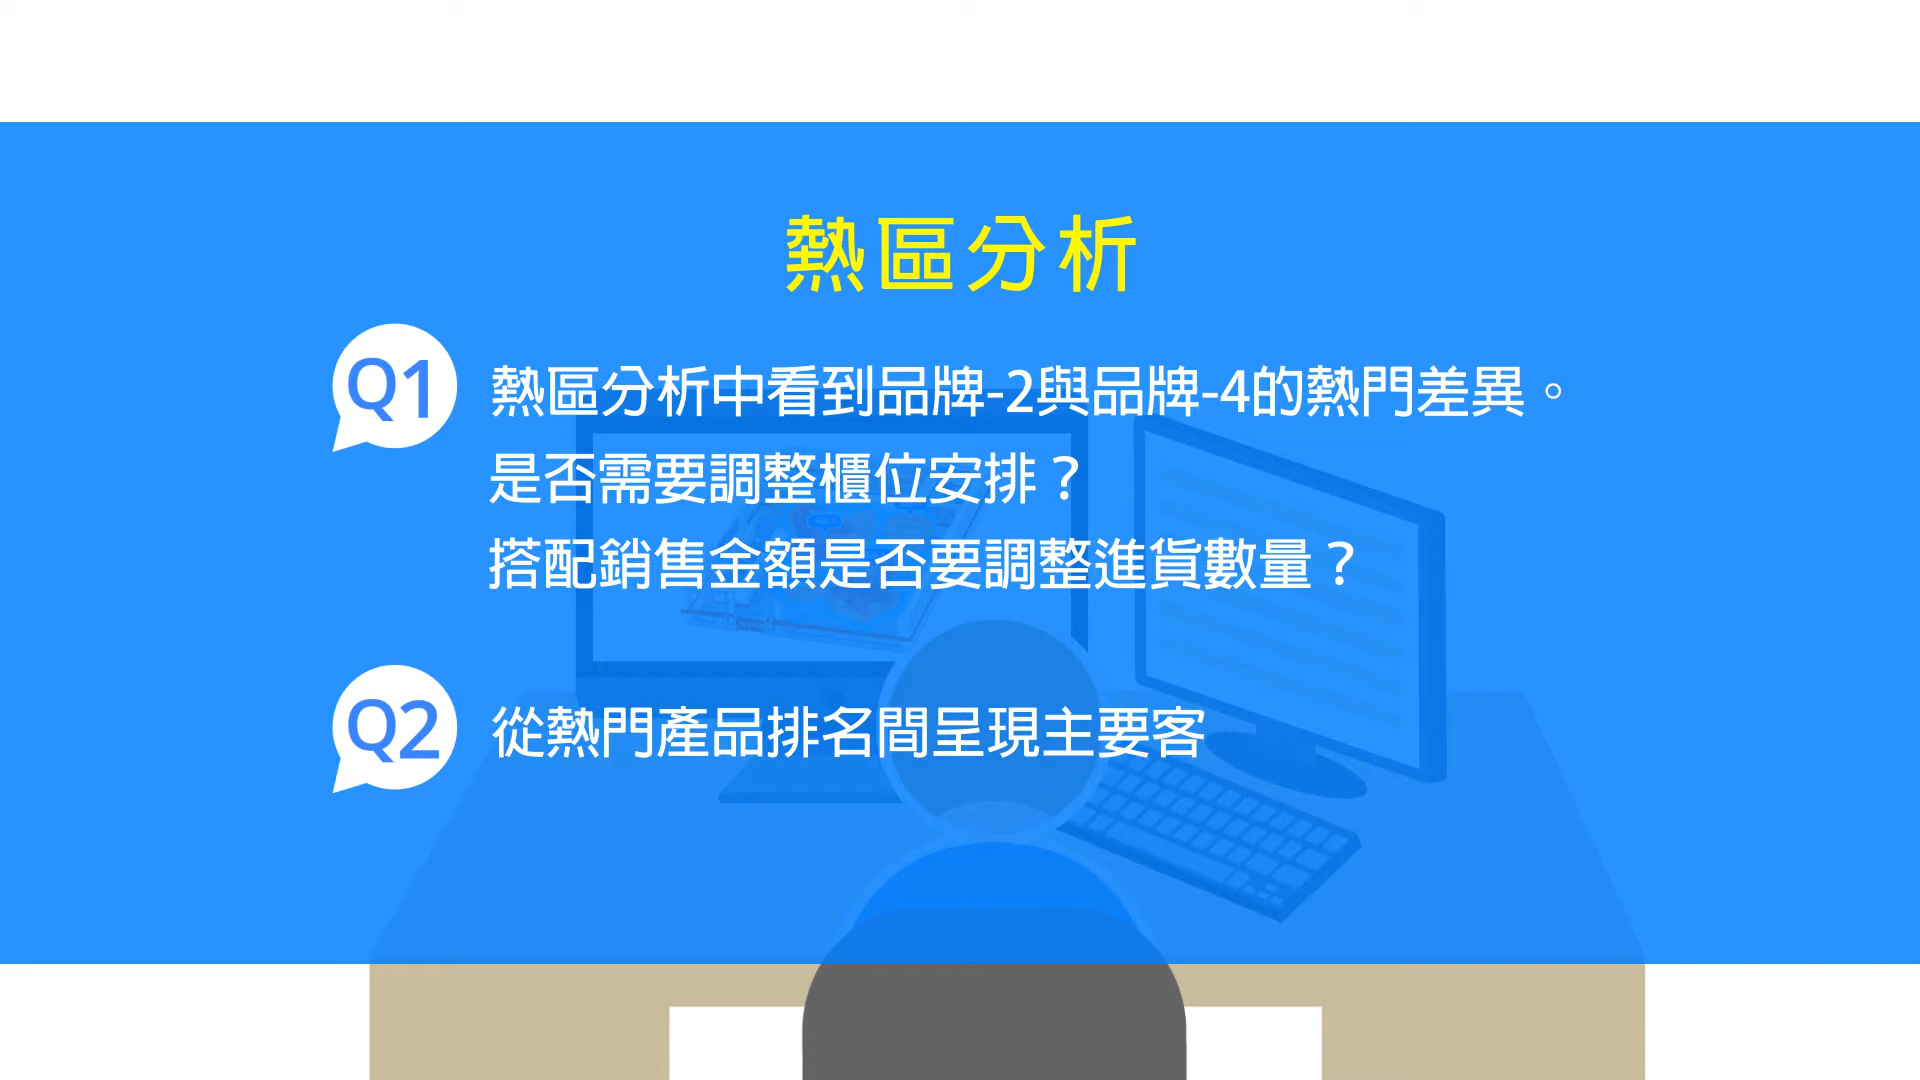 熱區分析
Q1 熱區分析中看到品牌-2與品牌-4的熱門差異。
是否需要調整櫃位安排？
搭配銷售金額是否要調整進貨數量？
Q2 從熱門產品排名間呈現主要客